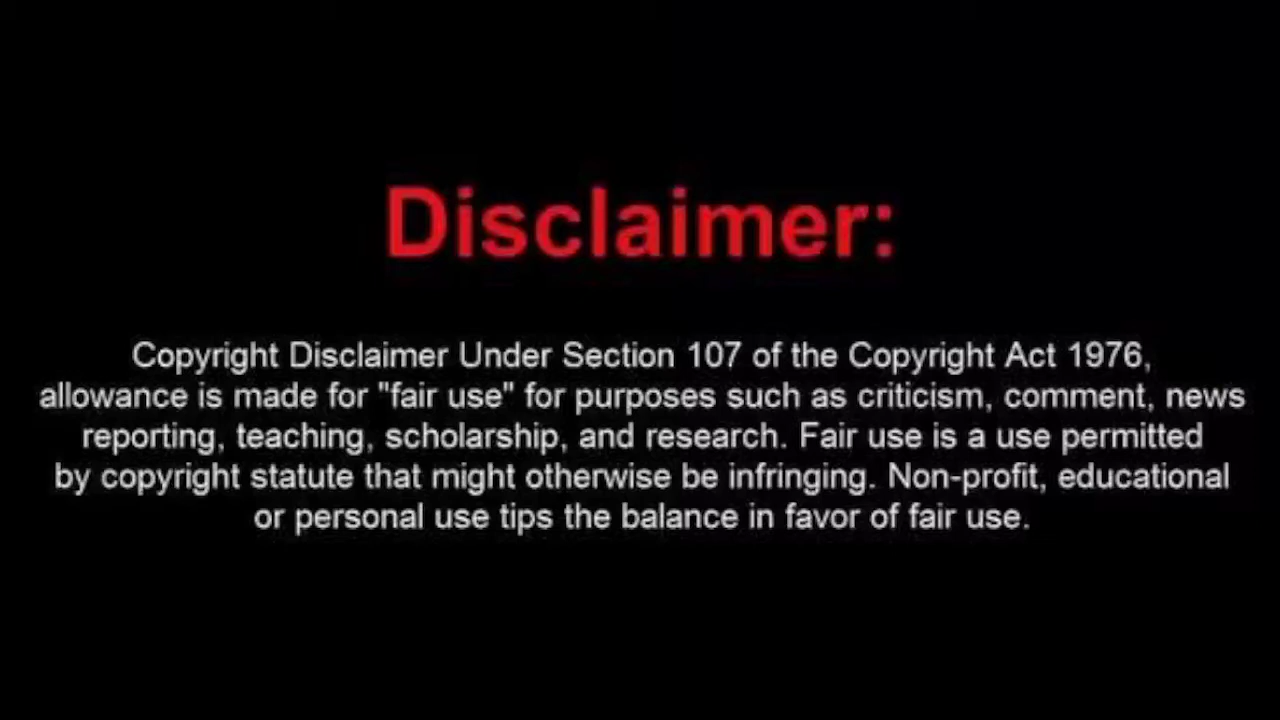 Disclaimer:
Copyright Disclaimer Under Section 107 of the Copyright Act 1976,
allowance is made for "fair use" for purposes such as criticism, comment, news
reporting, teaching, scholarship, and research. Fair use is a use permitted
by copyright statute that might otherwise be infringing. Non-profit, educational
or personal use tips the balance in favor of fair use.